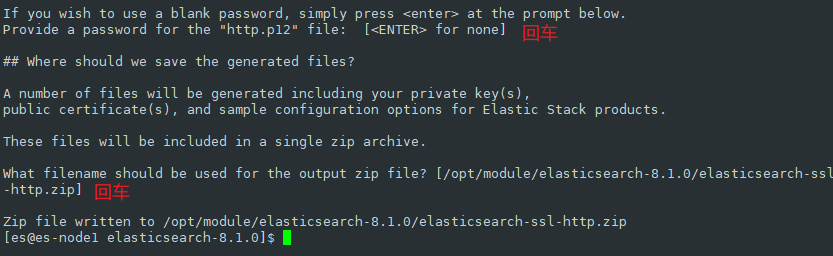 If you wish to use a blank password, simply press <enter> at the prompt below.
Provide a password for the "http.p12" file:  [<ENTER> for none] 回车
## Where should we save the generated files?
A number of files will be generated including your private key(s),
public certificate(s), and sample configuration options for Elastic Stack products.
These files will be included in a single zip archive.
What filename should be used for the output zip file? [/opt/module/elasticsearch-8.1.0/elasticsearch-ssl
-http.zip] 回车
Zip file written to /opt/module/elasticsearch-8.1.0/elasticsearch-ssl-http.zip
[es@es-node1 elasticsearch-8.1.0]$